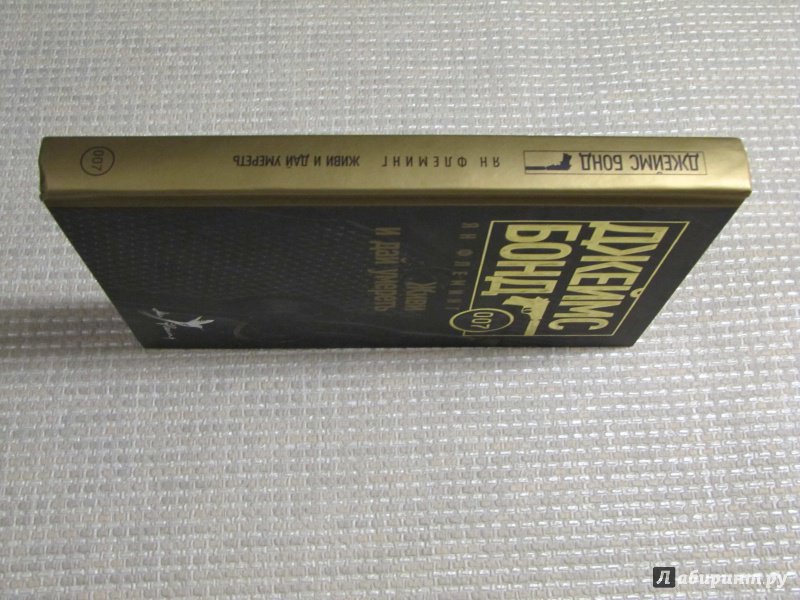 ДЖЕЙМС БОНД
ЯН ФЛЕМИНГ
ЖИВИ И ДАЙ УМЕРЕТЬ
007
ДЖЕЙМС
БОНД
007
ЯН ФЛЕМИНГ
Живи
и дай умереть
Лабиринт.ру